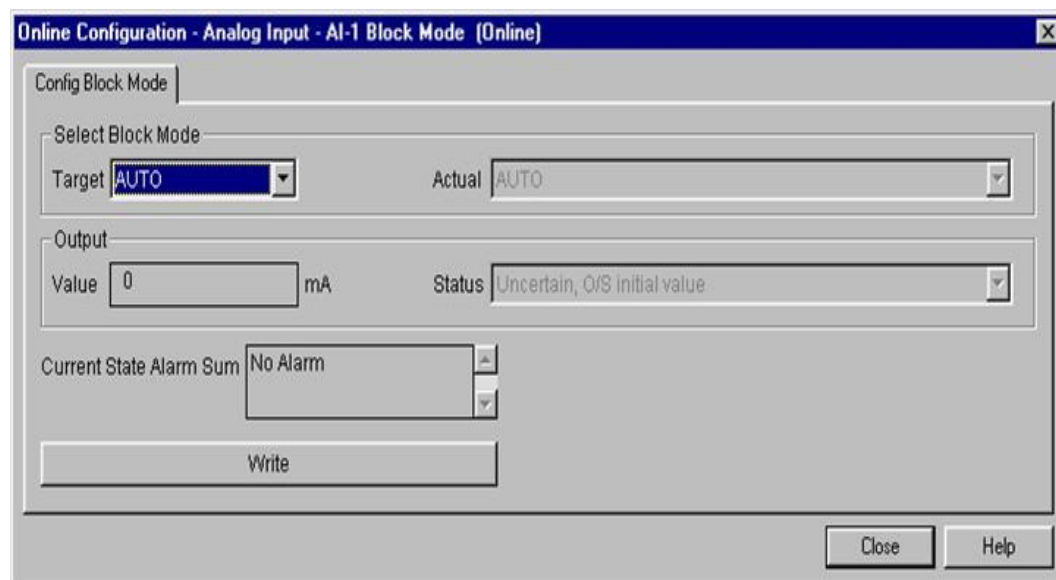 Online Configuration - Analog Input - AI-1 Block Mode (Online)
Config Block Mode
Select Block Mode
Target AUTO Actual AUTO
Output
Value 0 mA Status Uncertain, O/S initial value
Current State Alarm Sum No Alarm
Write
Close Help